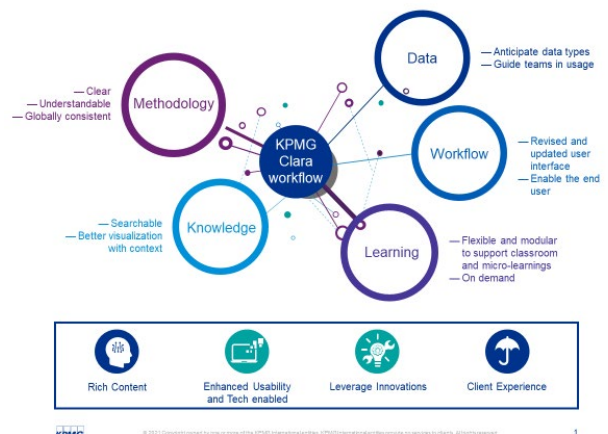 Data
— Anticipate data types
— Guide teams in usage
Methodology
— Clear
— Understandable
— Globally consistent
KPMG
Clara
workflow
Workflow
— Revised and
updated user
interface
— Enable the end
user
Knowledge
— Searchable
— Better visualization
with context
Learning
— Flexible and modular
to support classroom
and micro-learnings
— On demand
Rich Content
Enhanced Usability
and Tech enabled
Leverage Innovations
Client Experience
KPMG
1